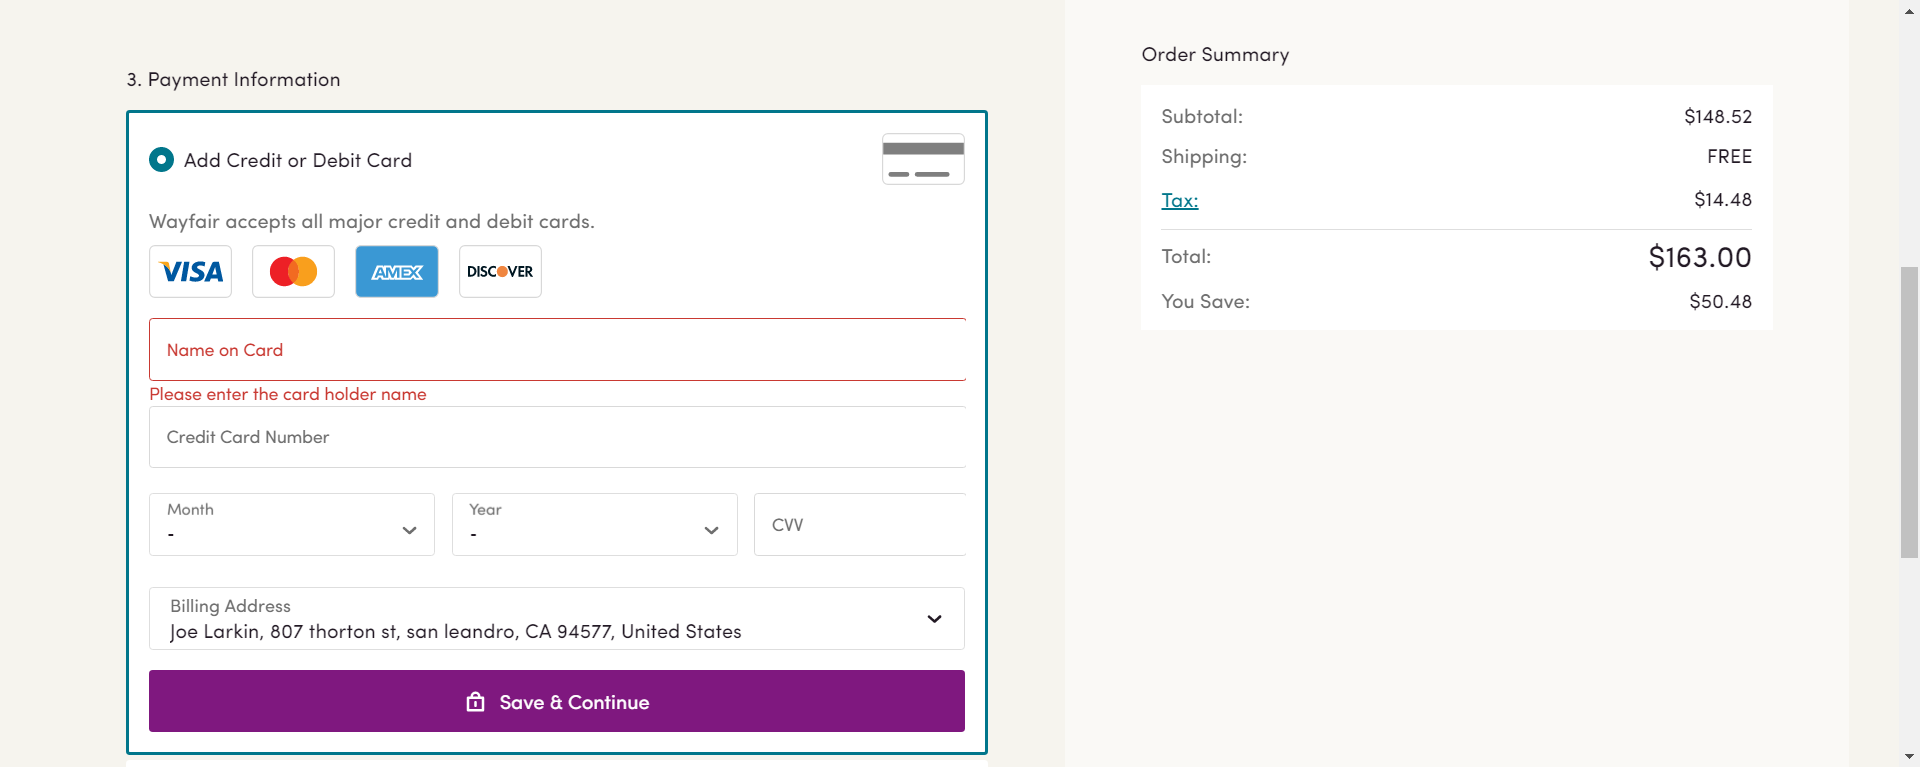 3. Payment Information
Add Credit or Debit Card
Wayfair accepts all major credit and debit cards.
VISA
AMEX
DISCOVER
Name on Card
Please enter the card holder name
Credit Card Number
Month
-
Year
-
CVV
Billing Address
Joe Larkin, 807 thorton st, san leandro, CA 94577, United States
Save & Continue
Order Summary
Subtotal: $148.52
Shipping: FREE
Tax: $14.48
Total: $163.00
You Save: $50.48